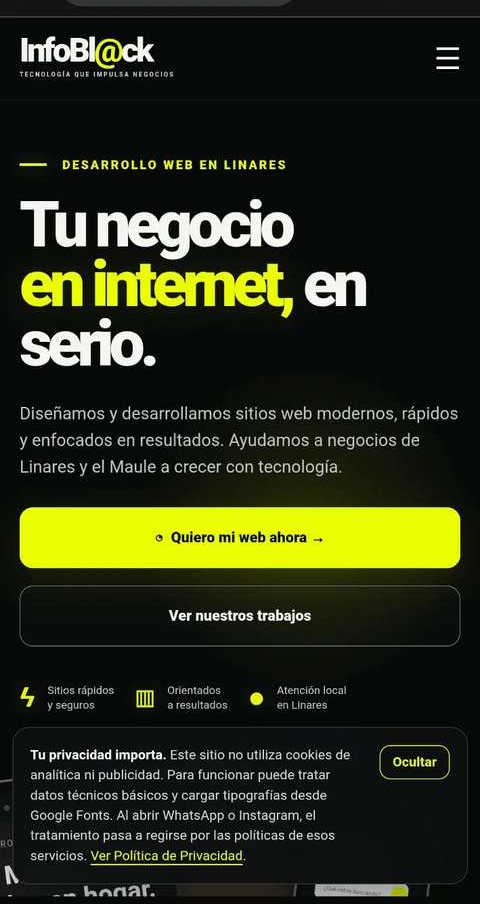 InfoBl@ck
TECNOLOGÍA QUE IMPULSA NEGOCIOS
DESARROLLO WEB EN LINARES
Tu negocio
en internet, en
serio.
Diseñamos y desarrollamos sitios web modernos, rápidos
y enfocados en resultados. Ayudamos a negocios de
Linares y el Maule a crecer con tecnología.
Quiero mi web ahora →
Ver nuestros trabajos
Sitios rápidos
y seguros
Orientados
a resultados
Atención local
en Linares
Tu privacidad importa. Este sitio no utiliza cookies de
analítica ni publicidad. Para funcionar puede tratar
datos técnicos básicos y cargar tipografías desde
Google Fonts. Al abrir WhatsApp o Instagram, el
tratamiento pasa a regirse por las políticas de esos
servicios. Ver Política de Privacidad.
Ocultar
hogar.